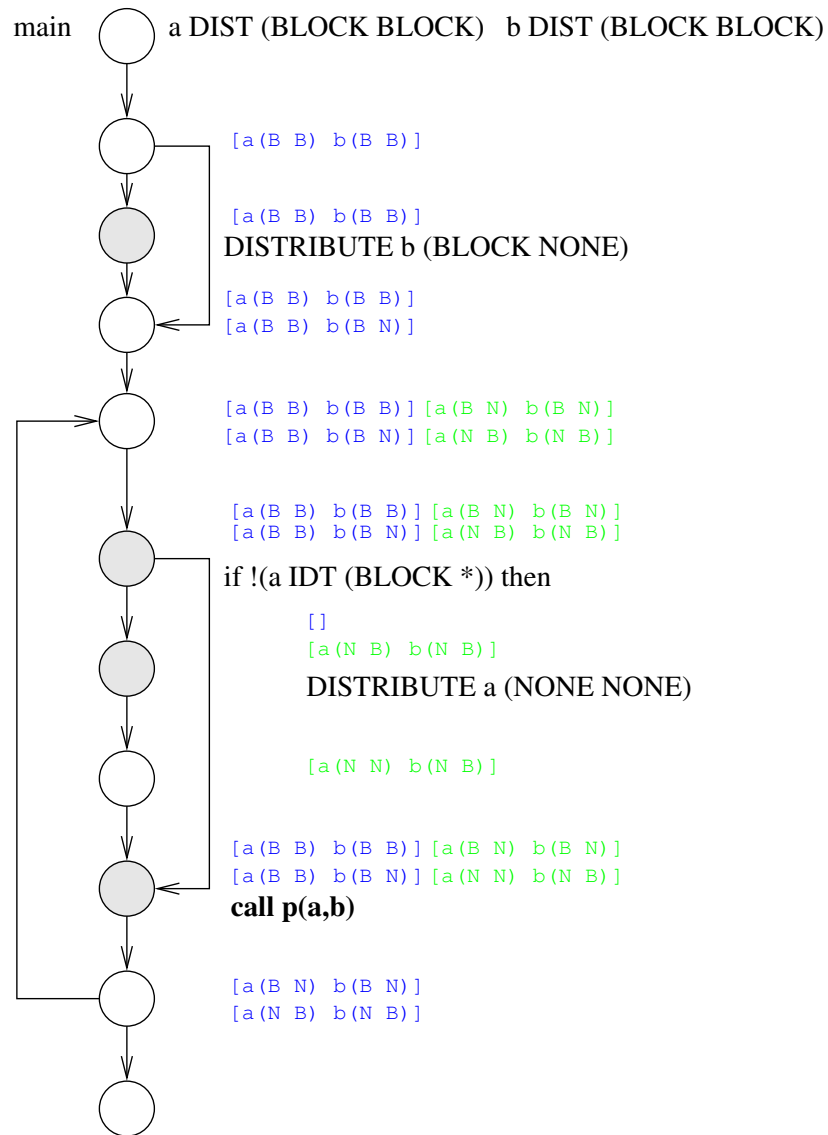 main a DIST (BLOCK BLOCK) b DIST (BLOCK BLOCK)
[a(B B) b(B B)]
[a(B B) b(B B)]
DISTRIBUTE b (BLOCK NONE)
[a(B B) b(B B)]
[a(B B) b(B N)]
[a(B B) b(B B)][a(B N) b(B N)]
[a(B B) b(B N)][a(N B) b(N B)]
[a(B B) b(B B)][a(B N) b(B N)]
[a(B B) b(B N)][a(N B) b(N B)]
if !(a IDT (BLOCK *)) then
[]
[a(N B) b(N B)]
DISTRIBUTE a (NONE NONE)
[a(N N) b(N B)]
[a(B B) b(B B)][a(B N) b(B N)]
[a(B B) b(B N)][a(N N) b(N B)]
call p(a,b)
[a(B N) b(B N)]
[a(N B) b(N B)]